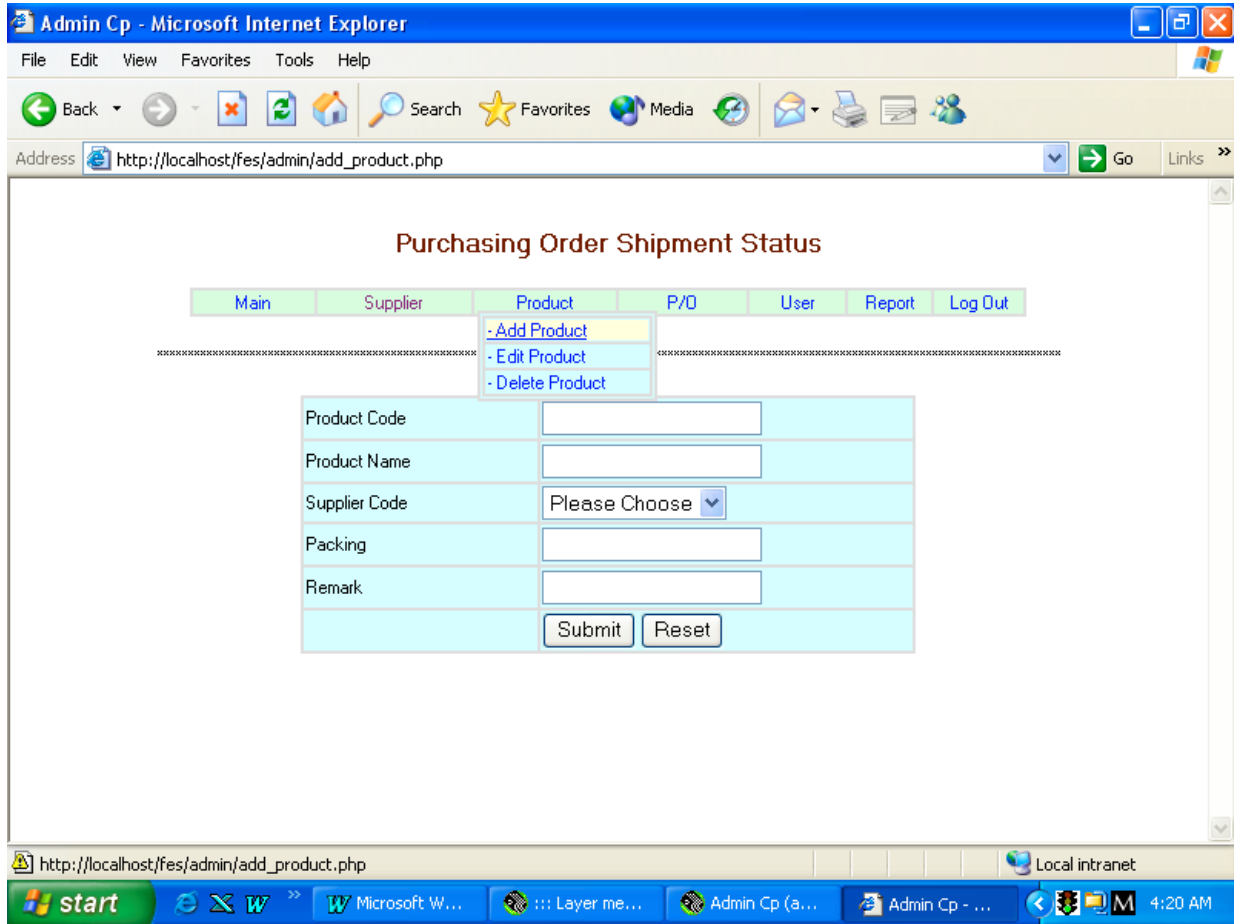 Admin Cp - Microsoft Internet Explorer
File Edit View Favorites Tools Help
Back Search Favorites Media
Address http://localhost/fes/admin/add_product.php Go Links »
Purchasing Order Shipment Status
Main Supplier Product P/O User Report Log Out
- Add Product
- Edit Product
- Delete Product
Product Code
Product Name
Supplier Code Please Choose
Packing
Remark
Submit Reset
http://localhost/fes/admin/add_product.php Local intranet
start W » W Microsoft W... ::: Layer me... Admin Cp (a... Admin Cp - ... M 4:20 AM